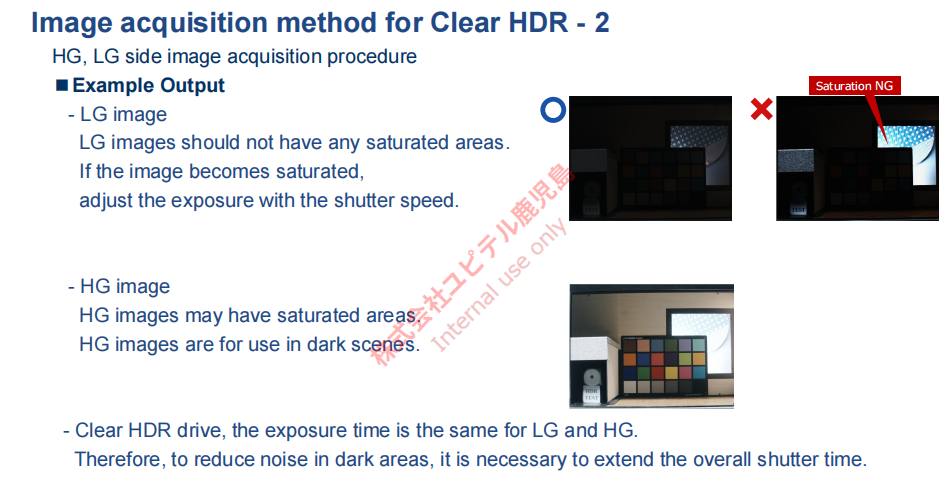 Image acquisition method for Clear HDR - 2
HG, LG side image acquisition procedure
■ Example Output
- LG image
LG images should not have any saturated areas.
If the image becomes saturated,
adjust the exposure with the shutter speed.
Saturation NG
- HG image
HG images may have saturated areas.
HG images are for use in dark scenes.
HDR
TEST
TEST
- Clear HDR drive, the exposure time is the same for LG and HG.
Therefore, to reduce noise in dark areas, it is necessary to extend the overall shutter time.
株式会社ユピテル鹿児島
Internal use only